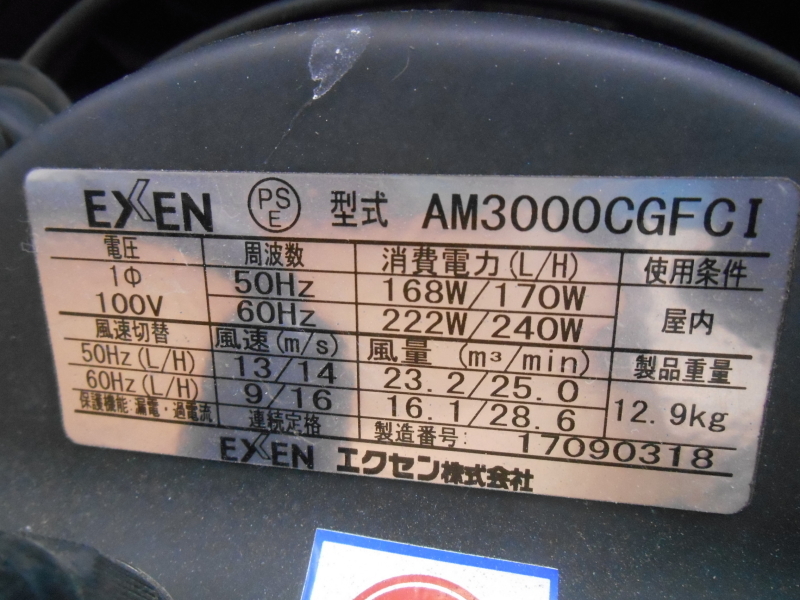 EXEN PSE 型式 AM3000CGFCI
電圧 周波数 消費電力(L/H) 使用条件
1Φ 50Hz 168W/170W 屋内
100V 60Hz 222W/240W
風速切替 風速(m/s) 風量 (m³/min) 製品重量
50Hz(L/H) 13/14 23.2/25.0 12.9kg
60Hz(L/H) 9/16 16.1/28.6
保護機能:漏電・過電流 連続定格 製造番号: 17090318
EXEN エクセン株式会社